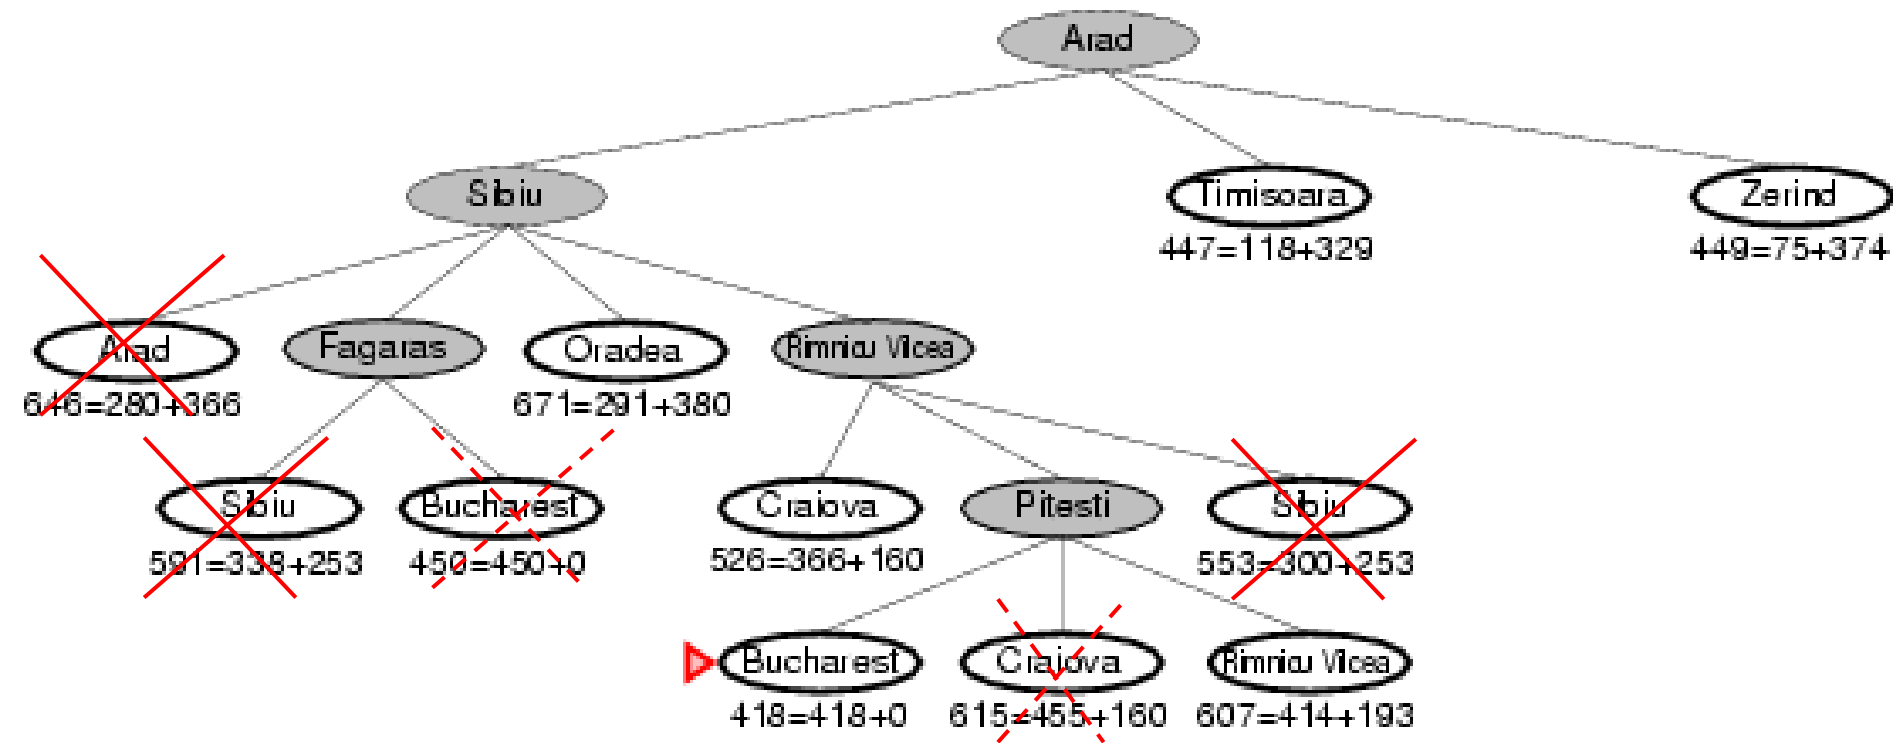 Arad
Sibiu
Timisoara
Zerind
447=118+329
449=75+374
Arad
Fagaras
Oradea
Rimnicu Vilcea
646=280+366
671=291+380
Sibiu
Bucharest
Craiova
Pitesti
Sibiu
591=338+253
450=450+0
526=366+160
553=300+253
Bucharest
Craiova
Rimnicu Vilcea
418=418+0
615=455+160
607=414+193